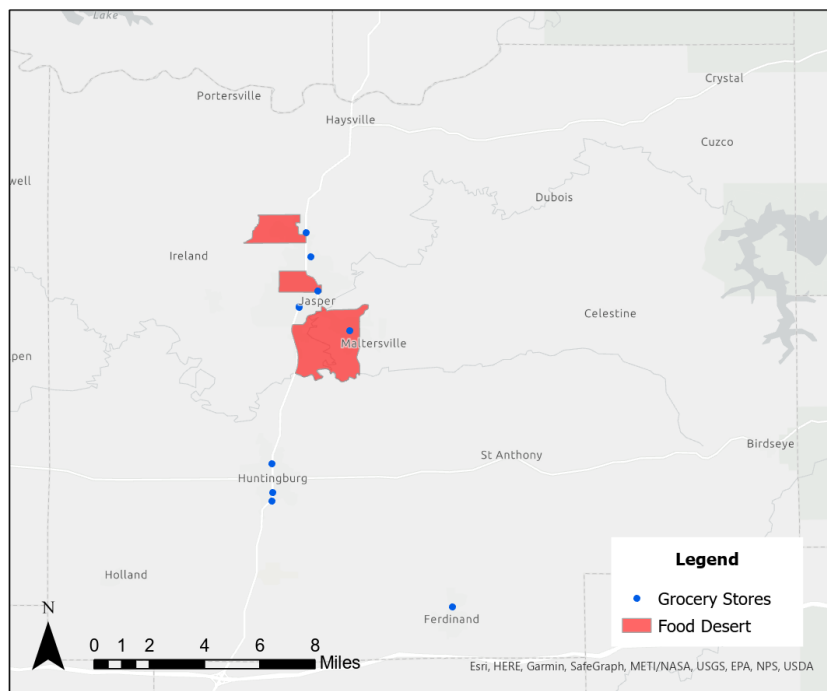 Lake
Crystal
Portersville
Haysville
Cuzco
well
Dubois
Ireland
Jasper
Celestine
Maltersville
pen
Birdseye
St Anthony
Huntingburg
Legend
Holland
Grocery Stores
N
Ferdinand
Food Desert
0 1 2 4 6 8
Miles
Esri, HERE, Garmin, SafeGraph, METI/NASA, USGS, EPA, NPS, USDA